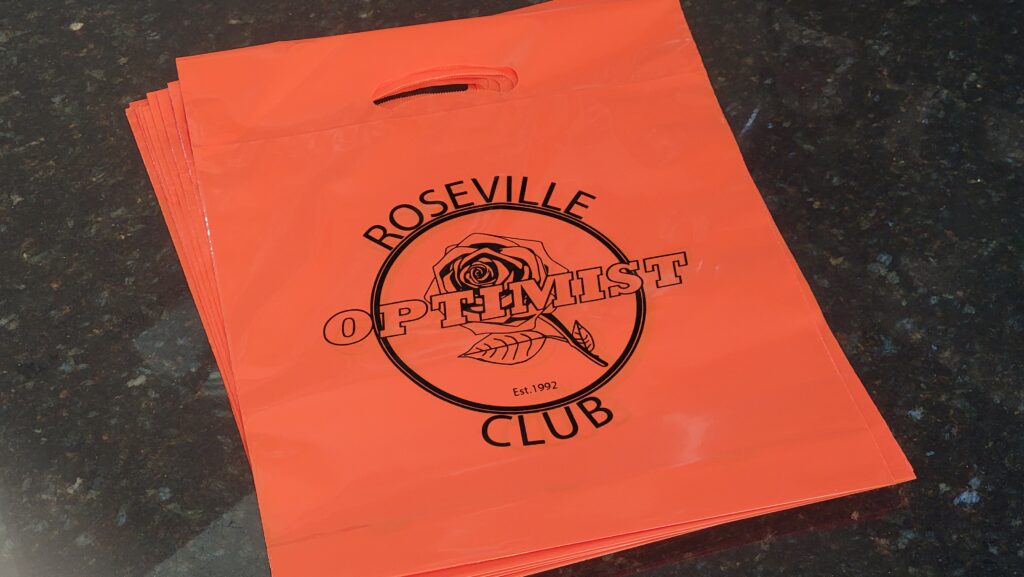 ROSEVILLE
OPTIMIST
Est.1992
CLUB